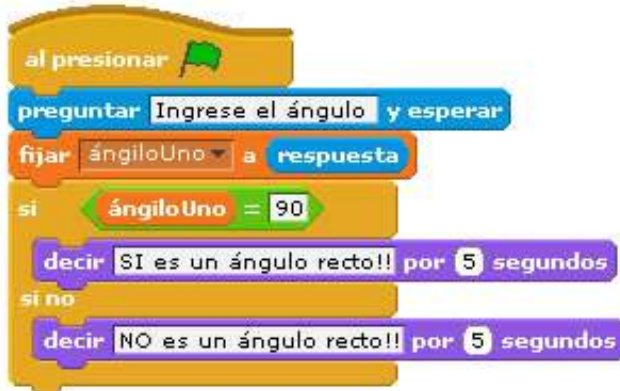 al presionar
preguntar Ingrese el ángulo y esperar
fijar ángiloUno a respuesta
si ángiloUno = 90
decir SI es un ángulo recto!! por 5 segundos
si no
decir NO es un ángulo recto!! por 5 segundos